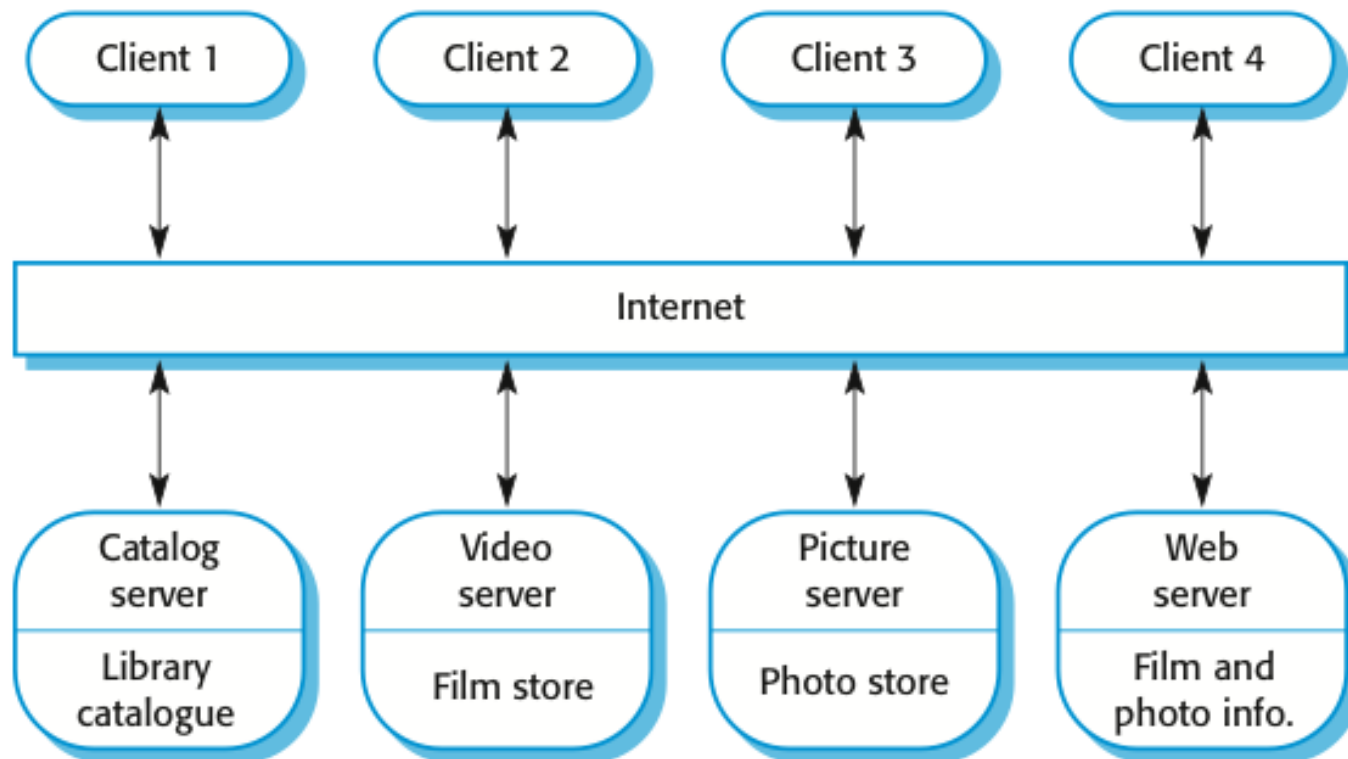 Client 1
Client 2
Client 3
Client 4
Internet
Catalog
server
Library
catalogue
Video
server
Film store
Picture
server
Photo store
Web
server
Film and
photo info.